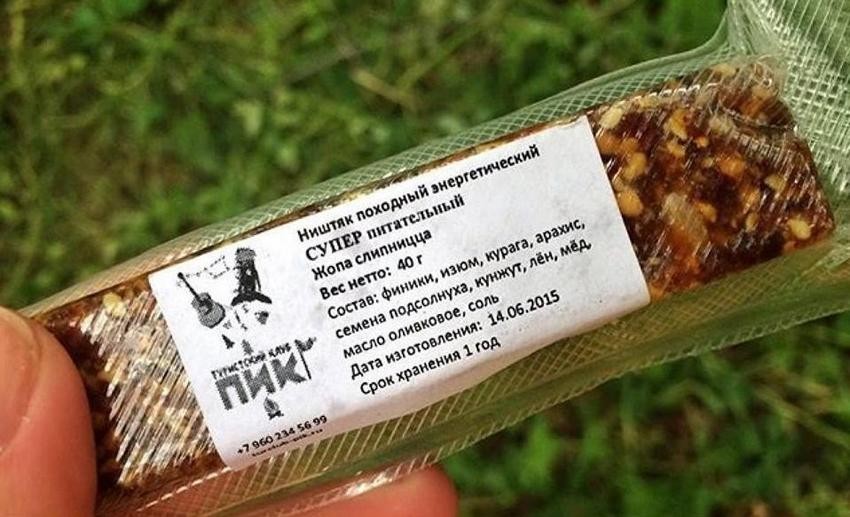 Ништяк походный энергетический
СУПЕР питательный
Жопа слипницца
Вес нетто: 40 г
Состав: финики, изюм, курага, арахис,
семена подсолнуха, кунжут, лён, мёд,
масло оливковое, соль
Дата изготовления: 14.06.2015
Срок хранения 1 год
ТУРИСТСКИЙ КЛУБ
ПИК
+7 960 234 56 99